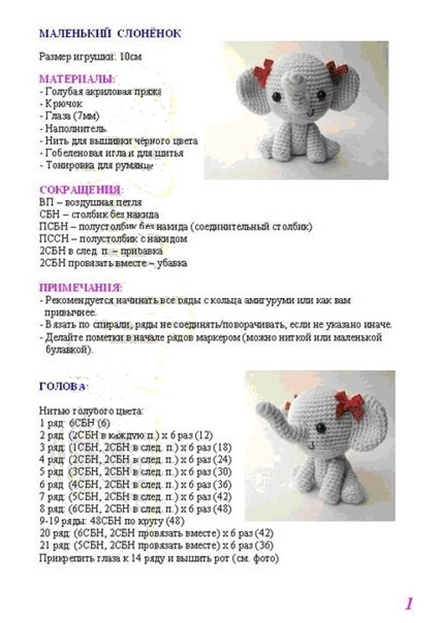 МАЛЕНЬКИЙ СЛОНЁНОК
Размер игрушки: 10см
МАТЕРИАЛЫ:
- Голубая акриловая пряжа
- Крючок
- Глаза (7мм)
- Наполнитель.
- Нить для вышивки чёрного цвета
- Гобеленовая игла и для шитья
- Тонировка для румянце
СОКРАЩЕНИЯ:
ВП – воздушная петля
СБН – столбик без накида
ПСБН – полустолбик без накида (соединительный столбик)
ПССН – полустолбик с накидом
2СБН в след. п. – прибавка
2СБН провязать вместе – убавка
ПРИМЕЧАНИЯ:
- Рекомендуется начинать все ряды с кольца амигуруми или как вам
привычнее.
- Вязать по спирали, ряды не соединять/поворачивать, если не указано иначе.
- Делайте пометки в начале рядов маркером (можно ниткой или маленькой
булавкой).
ГОЛОВА:
Нитью голубого цвета:
1 ряд: 6СБН (6)
2 ряд: (2СБН в каждую п.) х 6 раз (12)
3 ряд: (1СБН, 2СБН в след. п.) х 6 раз (18)
4 ряд: (2СБН, 2СБН в след. п.) х 6 раз (24)
5 ряд: (3СБН, 2СБН в след. п.) х 6 раз (30)
6 ряд: (4СБН, 2СБН в след. п.) х 6 раз (36)
7 ряд: (5СБН, 2СБН в след. п.) х 6 раз (42)
8 ряд: (6СБН, 2СБН в след. п.) х 6 раз (48)
9-19 ряды: 48СБН по кругу (48)
20 ряд: (6СБН, 2СБН провязать вместе) х 6 раз (42)
21 ряд: (5СБН, 2СБН провязать вместе) х 6 раз (36)
Прикрепить глаза к 14 ряду и вышить рот (см. фото)
1